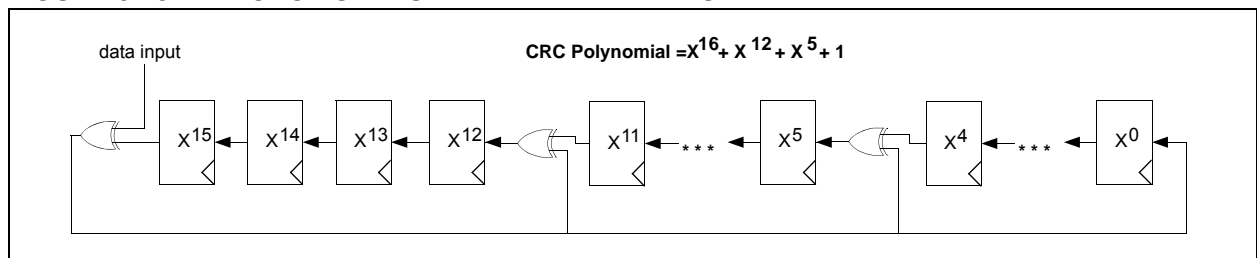 data input
CRC Polynomial =X16+ X 12 + X 5 + 1
X15 X14 X13 X12 X11 * * * X5 X4 * * * X0